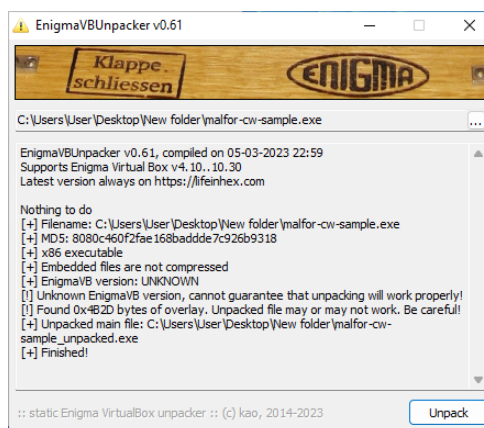 EnigmaVBUnpacker v0.61
Klappe
schliessen
ENIGMA
C:\Users\User\Desktop\New folder\malfor-cw-sample.exe
...
EnigmaVBUnpacker v0.61, compiled on 05-03-2023 22:59
Supports Enigma Virtual Box v4.10..10.30
Latest version always on https://lifeinhex.com
Nothing to do
[+] Filename: C:\Users\User\Desktop\New folder\malfor-cw-sample.exe
[+] MD5: 8080c460f2fae168baddde7c926b9318
[+] x86 executable
[+] Embedded files are not compressed
[+] EnigmaVB version: UNKNOWN
[!] Unknown EnigmaVB version, cannot guarantee that unpacking will work properly!
[!] Found 0x4B2D bytes of overlay. Unpacked file may or may not work. Be careful!
[+] Unpacked main file: C:\Users\User\Desktop\New folder\malfor-cw-
sample_unpacked.exe
[+] Finished!
:: static Enigma VirtualBox unpacker :: (c) kao, 2014-2023
Unpack